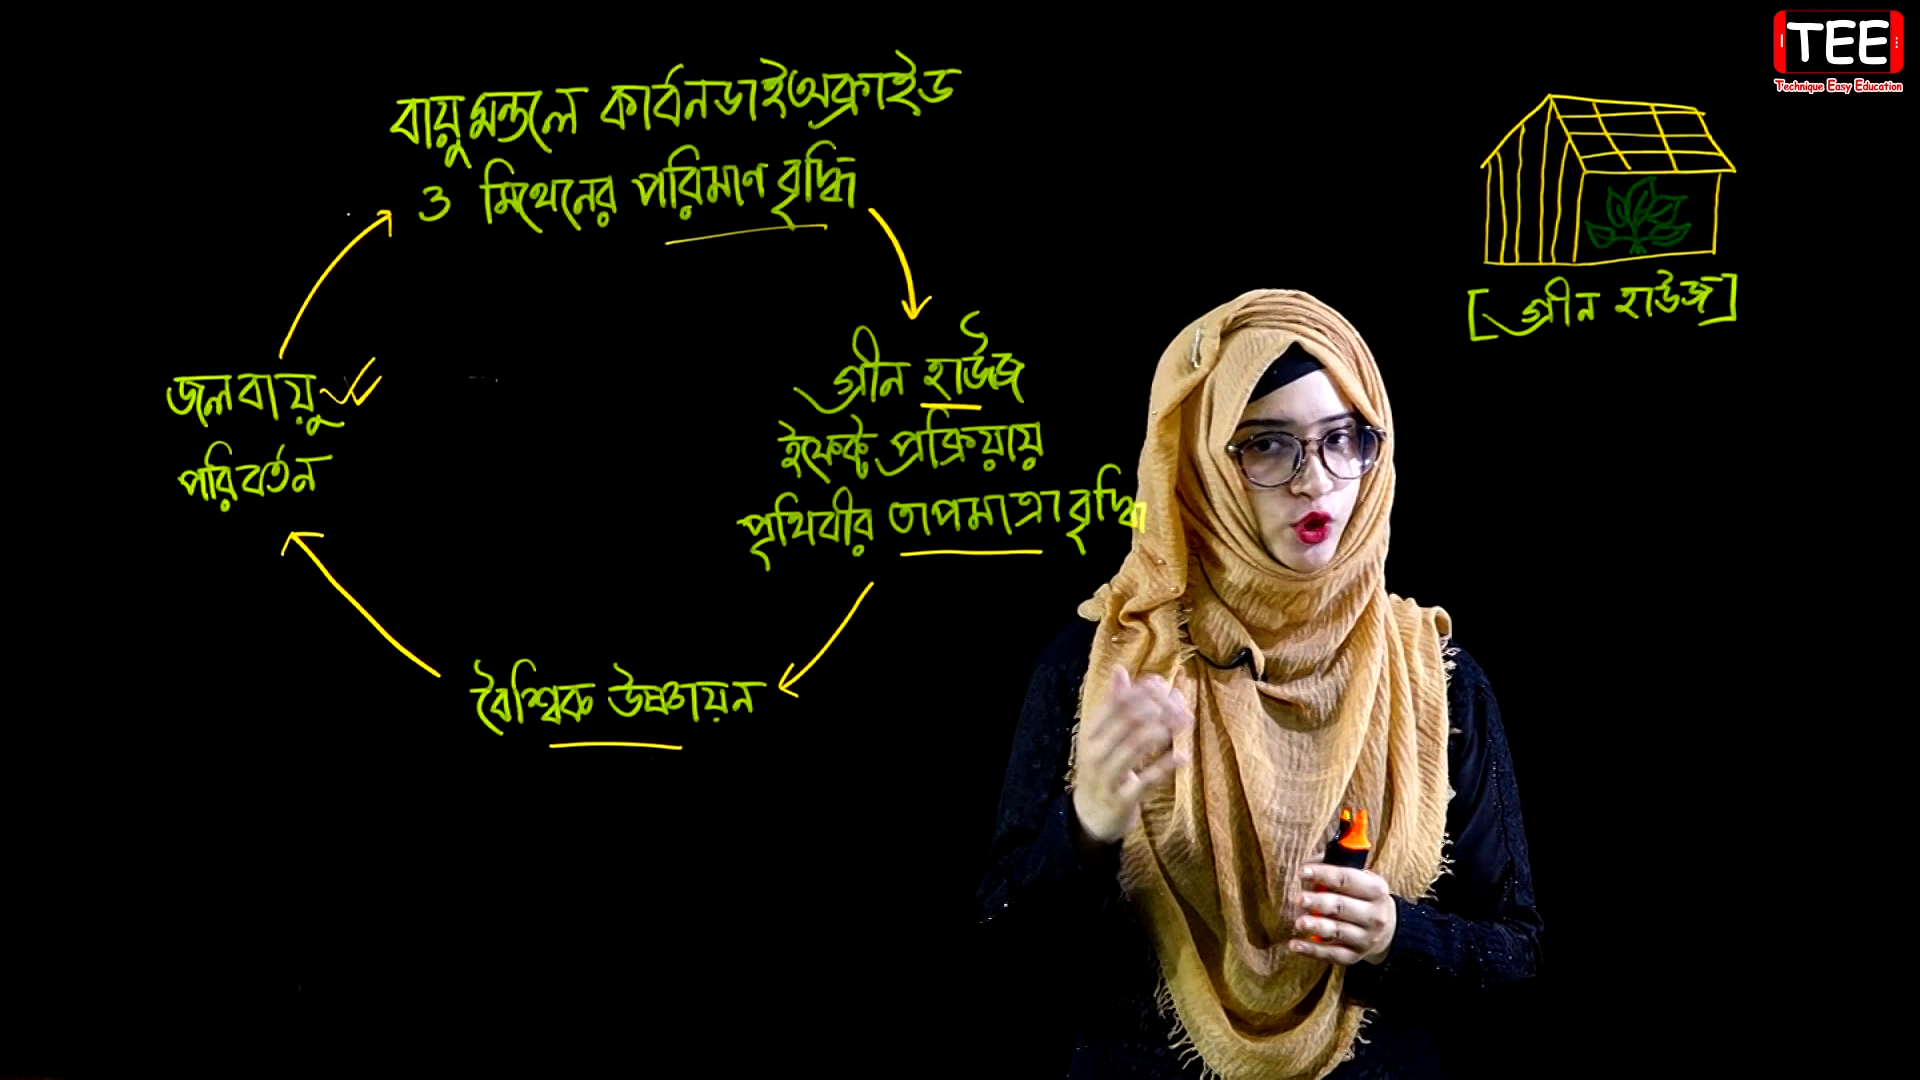 TEE
Technique Easy Education
বায়ুমন্ডলে কার্বনডাইঅক্সাইড
ও মিথেনের পরিমাণ বৃদ্ধি
গ্রীন হাউজ
ইফেক্ট প্রক্রিয়ায়
পৃথিবীর তাপমাত্রা বৃদ্ধি
বৈশ্বিক উষ্ণায়ন
জলবায়ু
পরিবর্তন
[গ্রীন হাউজ]